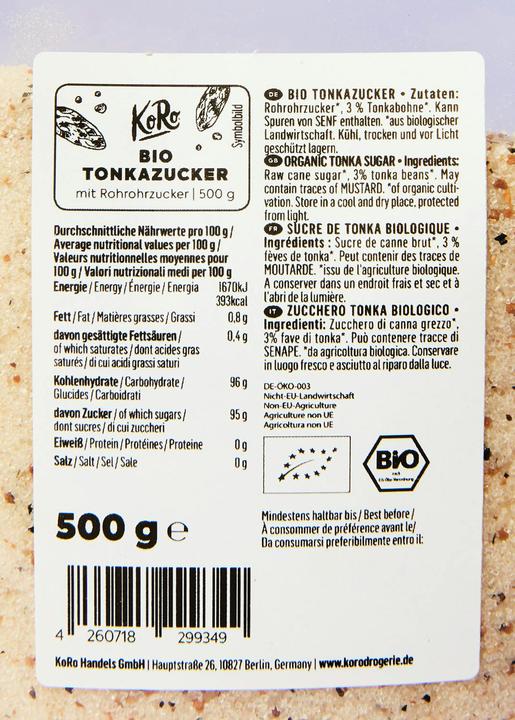 KoRo
Symbolbild
BIO
TONKAZUCKER
mit Rohrohrzucker | 500 g
Durchschnittliche Nährwerte pro 100 g /
Average nutritional values per 100 g /
Valeurs nutritionnelles moyennes pour
100 g / Valori nutrizionali medi per 100 g
Energie / Energy / Énergie / Energia 1670kJ
393kcal
Fett / Fat / Matières grasses / Grassi 0,8 g
davon gesättigte Fettsäuren / 0,4 g
of which saturates / dont acides gras
saturés / di cui acidi grassi saturi
Kohlenhydrate / Carbohydrate / 96 g
Glucides / Carboidrati
davon Zucker / of which sugars / 95 g
dont sucres / di cui zuccheri
Eiweiß / Protein / Protéines / Proteine 0 g
Salz / Salt / Sel / Sale 0 g
500 g e
4 260718 299349
DE BIO TONKAZUCKER • Zutaten:
Rohrohrzucker*, 3 % Tonkabohne*. Kann
Spuren von SENF enthalten. *aus biologischer
Landwirtschaft. Kühl, trocken und vor Licht
geschützt lagern.
GB ORGANIC TONKA SUGAR • Ingredients:
Raw cane sugar*, 3% tonka beans*. May
contain traces of MUSTARD. *of organic culti-
vation. Store in a cool and dry place, protected
from light.
FR SUCRE DE TONKA BIOLOGIQUE •
Ingrédients : Sucre de canne brut*, 3 %
fèves de tonka*. Peut contenir des traces de
MOUTARDE. *issu de l'agriculture biologique.
A conserver dans un endroit frais et sec et à
l'abri de la lumière.
IT ZUCCHERO TONKA BIOLOGICO •
Ingredienti: Zucchero di canna grezzo*,
3% fave di tonka*. Può contenere tracce di
SENAPE. *da agricoltura biologica. Conservare
in luogo fresco e asciutto al riparo dalla luce.
DE-ÖKO-003
Nicht-EU-Landwirtschaft
Non-EU-Agriculture
Agriculture non UE
Agricoltura non UE
BiO
nach
EG-Öko-Verordnung
Mindestens haltbar bis / Best before /
À consommer de préférence avant le/
Da consumarsi preferibilmente entro il:
KoRo Handels GmbH | Hauptstraße 26, 10827 Berlin, Germany | www.korodrogerie.de